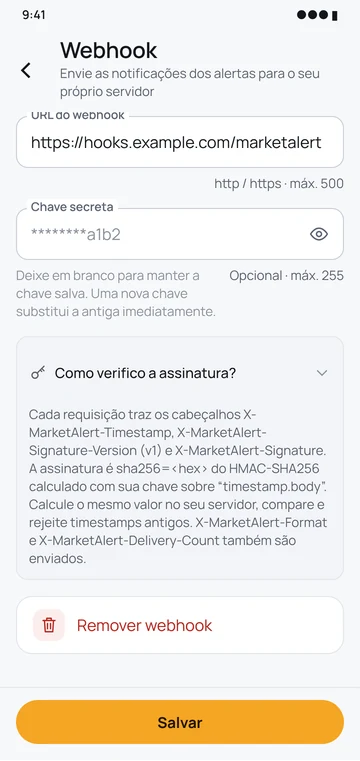 9:41
Webhook
Envie as notificações dos alertas para o seu
próprio servidor
URL do webhook
https://hooks.example.com/marketalert
http / https · máx. 500
Chave secreta
********a1b2
Deixe em branco para manter a
chave salva. Uma nova chave
substitui a antiga imediatamente.
Opcional · máx. 255
Como verifico a assinatura?
Cada requisição traz os cabeçalhos X-
MarketAlert-Timestamp, X-MarketAlert-
Signature-Version (v1) e X-MarketAlert-Signature.
A assinatura é sha256=<hex> do HMAC-SHA256
calculado com sua chave sobre “timestamp.body”.
Calcule o mesmo valor no seu servidor, compare e
rejeite timestamps antigos. X-MarketAlert-Format
e X-MarketAlert-Delivery-Count também são
enviados.
Remover webhook
Salvar